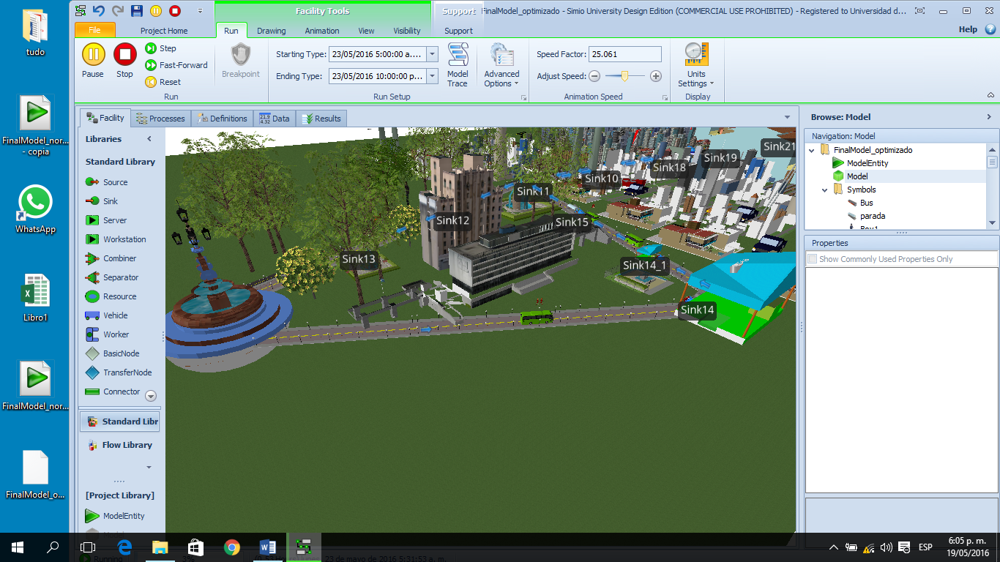 tudo
FinalModel_nor...
- copia
WhatsApp
Libro1
FinalModel_nor...
FinalModel_o...
Facility Tools
Support
FinalModel_optimizado - Simio University Design Edition (COMMERCIAL USE PROHIBITED) - Registered to Universidad d...
File
Project Home
Run
Drawing
Animation
View
Visibility
Support
Help
Pause
Stop
Step
Fast-Forward
Reset
Run
Breakpoint
Starting Type: 23/05/2016 5:00:00 a....
Ending Type: 23/05/2016 10:00:00 p...
Run Setup
Model
Trace
Advanced
Options
Speed Factor: 25.061
Adjust Speed:
Animation Speed
Units
Settings
Display
Facility
Processes
Definitions
Data
Results
Libraries
Standard Library
Source
Sink
Server
Workstation
Combiner
Separator
Resource
Vehicle
Worker
BasicNode
TransferNode
Connector
Standard Libr
Flow Library
[Project Library]
ModelEntity
Sink21
Sink19
Sink18
Sink10
Sink11
Sink12
Sink15
Sink13
Sink14_1
Sink14
Browse: Model
Navigation: Model
FinalModel_optimizado
ModelEntity
Model
Symbols
Bus
parada
Properties
Show Commonly Used Properties Only
Running 3% 23 de mayo de 2016 5:31:53 a. m.
ESP
6:05 p. m.
19/05/2016